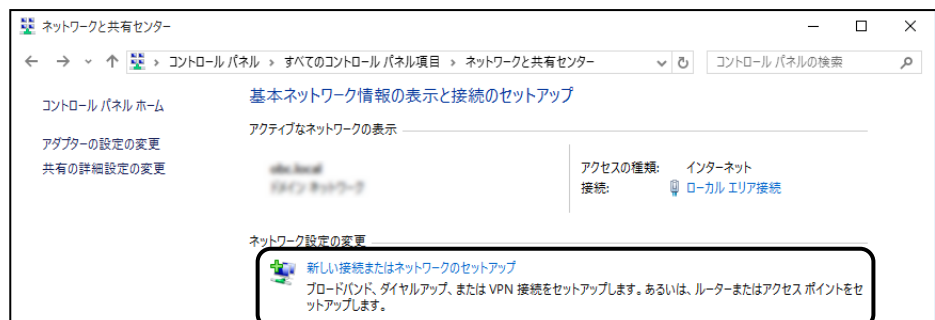 ネットワークと共有センター
コントロール パネル › すべてのコントロール パネル項目 › ネットワークと共有センター
コントロール パネルの検索
コントロール パネル ホーム
アダプターの設定の変更
共有の詳細設定の変更
基本ネットワーク情報の表示と接続のセットアップ
アクティブなネットワークの表示
アクセスの種類: インターネット
接続: ローカル エリア接続
ネットワーク設定の変更
新しい接続またはネットワークのセットアップ
ブロードバンド、ダイヤルアップ、または VPN 接続をセットアップします。あるいは、ルーターまたはアクセス ポイントをセ
ットアップします。